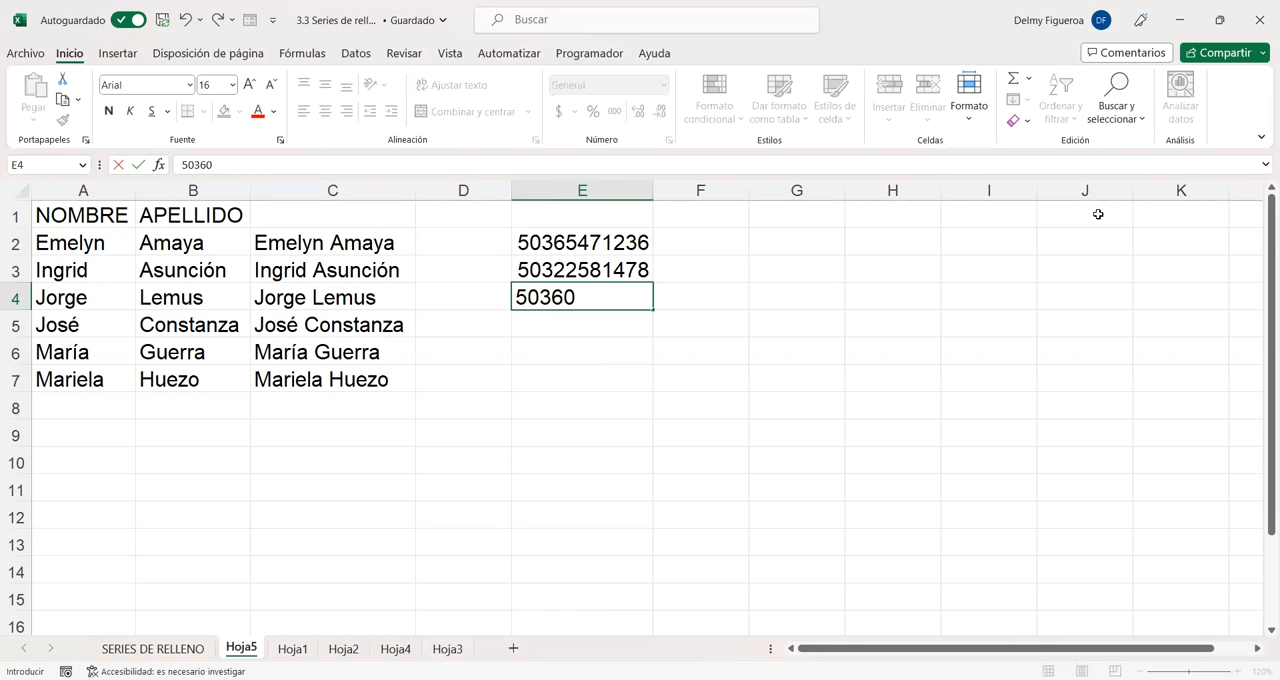 Autoguardado 3.3 Series de rell... • Guardado Buscar Delmy Figueroa DF
Archivo Inicio Insertar Disposición de página Fórmulas Datos Revisar Vista Automatizar Programador Ayuda Comentarios Compartir
Pegar
Portapapeles
Arial 16
N K S
Fuente
Ajustar texto
Combinar y centrar
Alineación
General
$ % 000
Número
Formato condicional
Dar formato como tabla
Estilos de celda
Estilos
Insertar
Eliminar
Formato
Celdas
Ordenar y filtrar
Buscar y seleccionar
Edición
Analizar datos
Análisis
E4 fx 50360
A B C D E F G H I J K
1 NOMBRE APELLIDO
2 Emelyn Amaya Emelyn Amaya 50365471236
3 Ingrid Asunción Ingrid Asunción 50322581478
4 Jorge Lemus Jorge Lemus 50360
5 José Constanza José Constanza
6 María Guerra María Guerra
7 Mariela Huezo Mariela Huezo
8
9
10
11
12
13
14
15
16
SERIES DE RELLENO Hoja5 Hoja1 Hoja2 Hoja4 Hoja3
Introducir Accesibilidad: es necesario investigar 120%